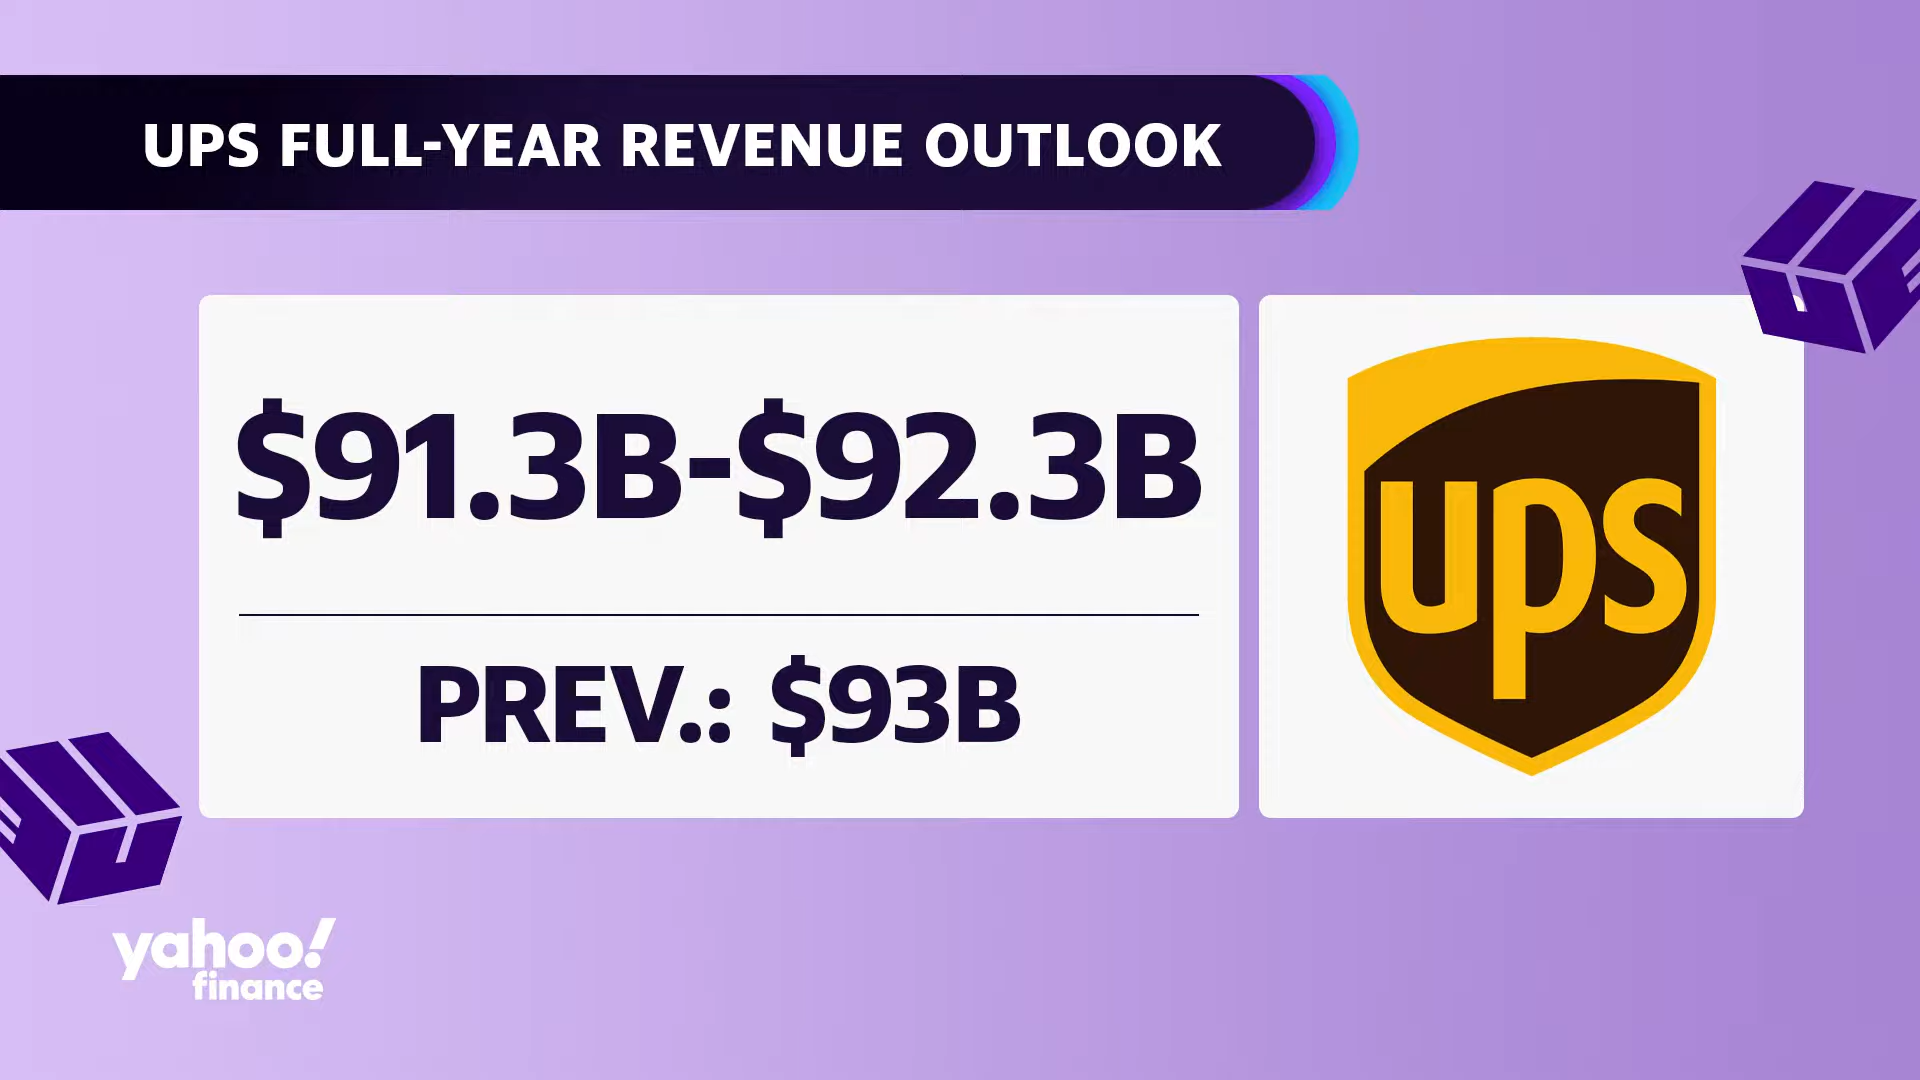 UPS FULL-YEAR REVENUE OUTLOOK
$91.3B-$92.3B
PREV.: $93B
ups
yahoo!
finance